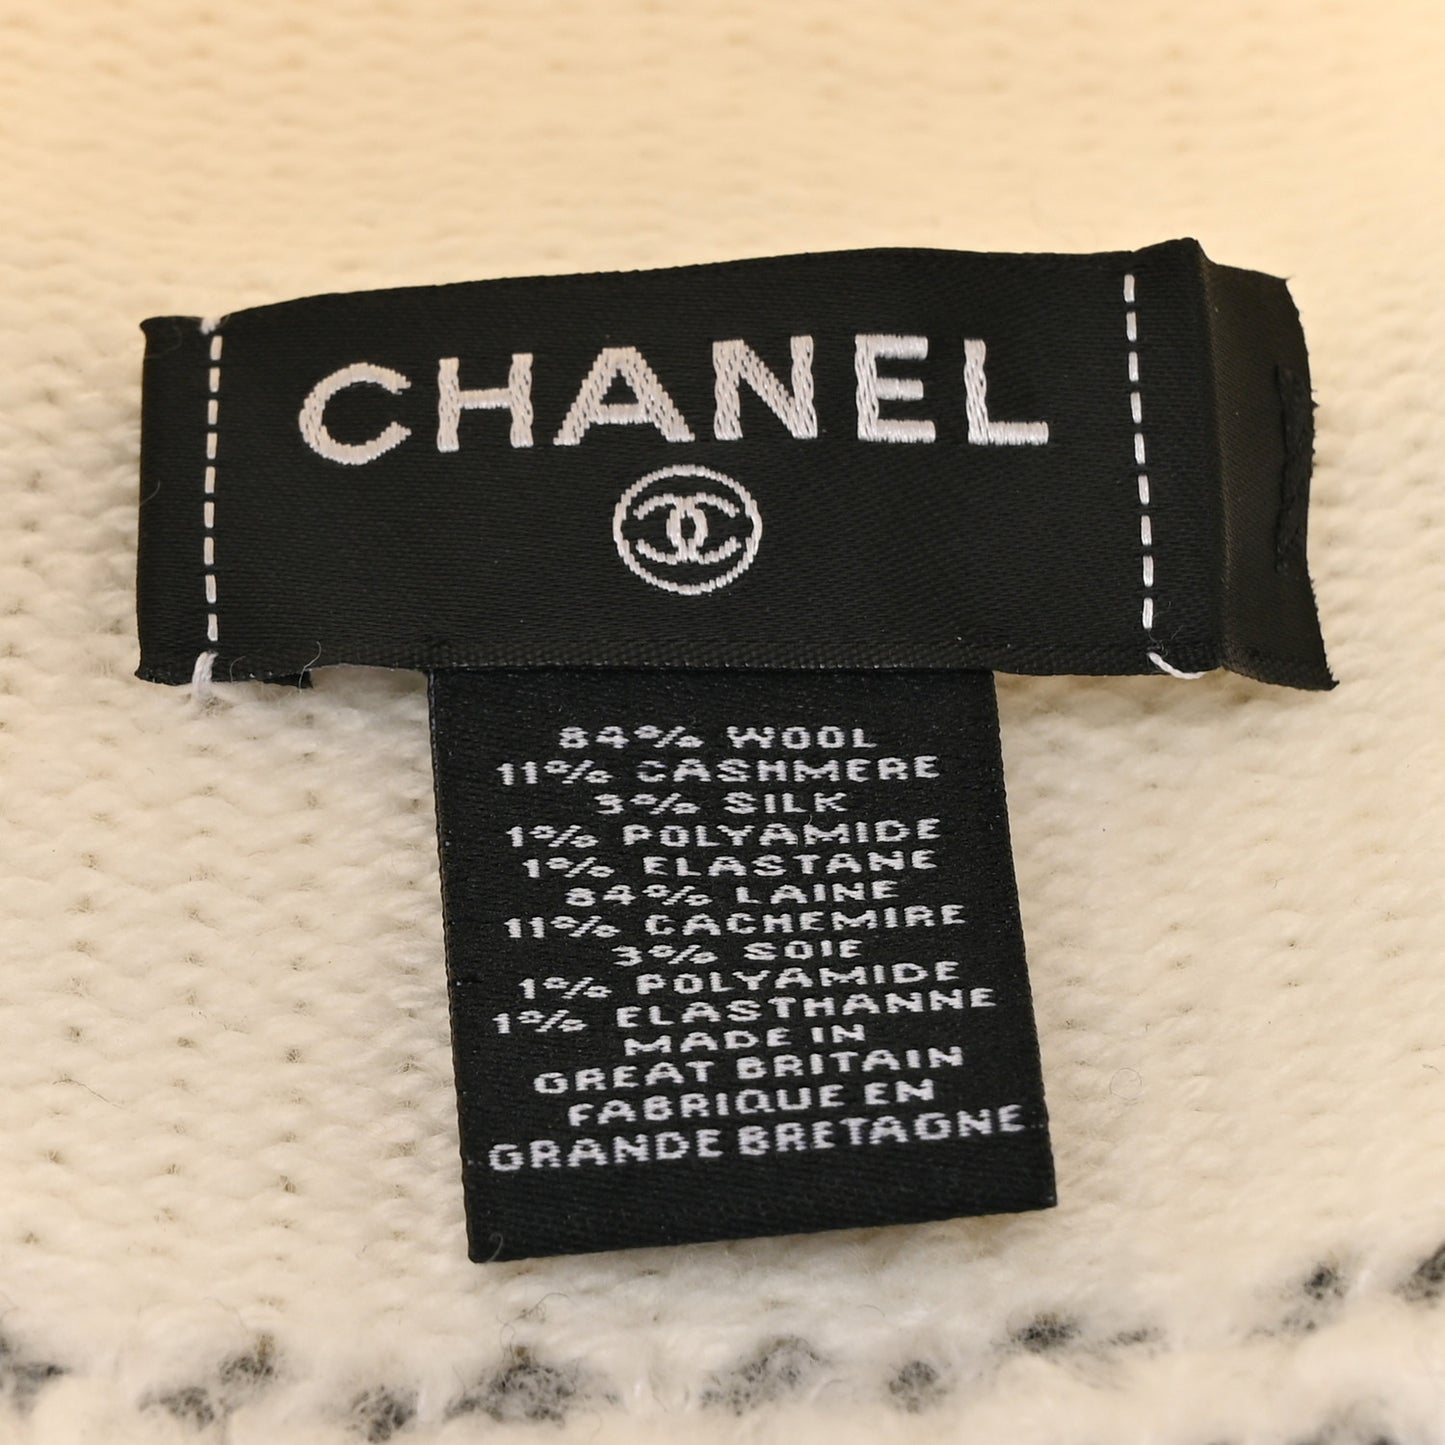 CHANEL
84% WOOL
11% CASHMERE
3% SILK
1% POLYAMIDE
1% ELASTANE
84% LAINE
11% CACHEMIRE
3% SOIE
1% POLYAMIDE
1% ELASTHANNE
MADE IN
GREAT BRITAIN
FABRIQUE EN
GRANDE BRETAGNE